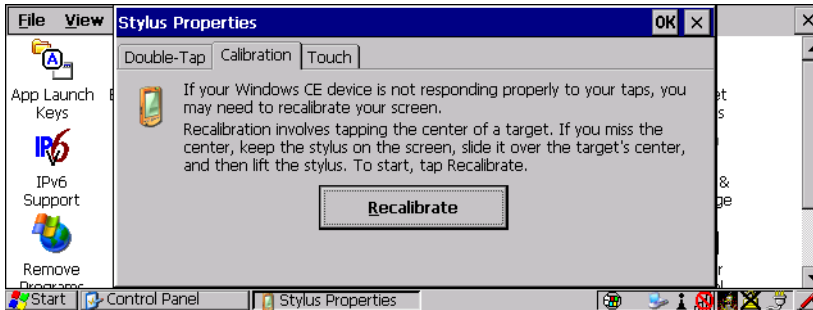 File View
Stylus Properties
OK
Double-Tap Calibration Touch
If your Windows CE device is not responding properly to your taps, you
may need to recalibrate your screen.
Recalibration involves tapping the center of a target. If you miss the
center, keep the stylus on the screen, slide it over the target's center,
and then lift the stylus. To start, tap Recalibrate.
Recalibrate
App Launch
Keys
IPv6
Support
Remove
Programs
Start Control Panel Stylus Properties